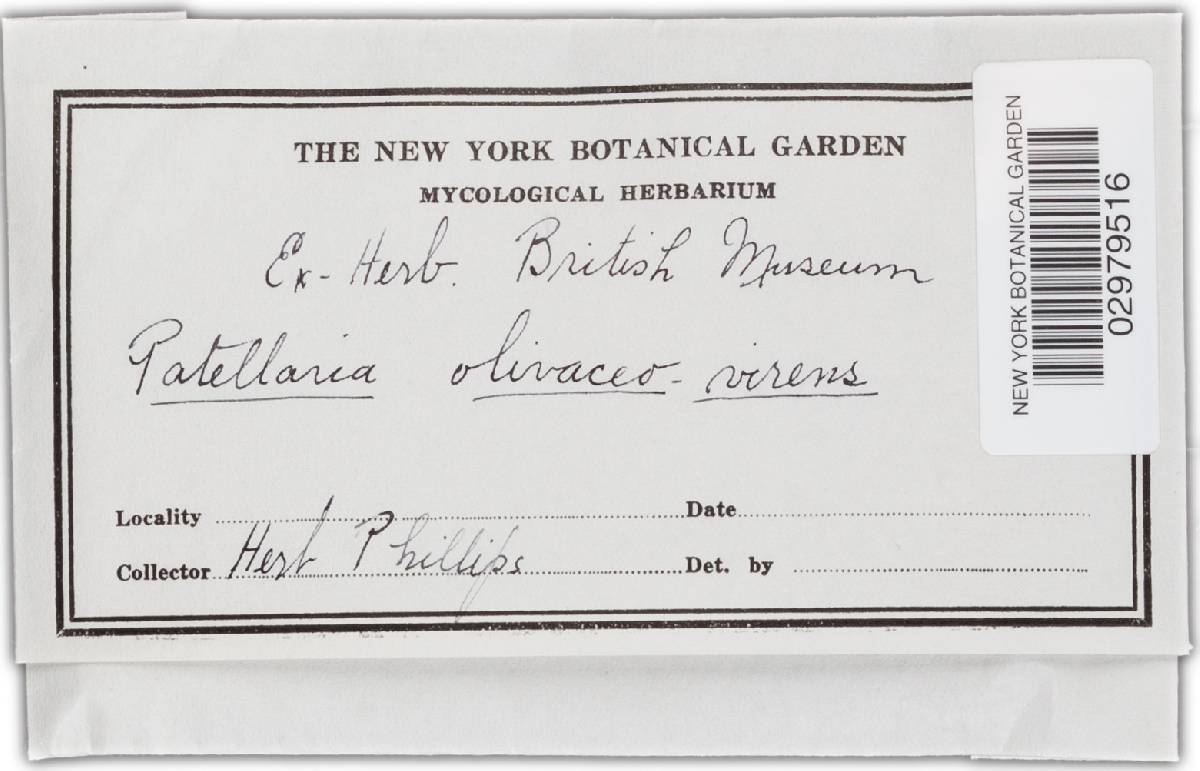 THE NEW YORK BOTANICAL GARDEN
MYCOLOGICAL HERBARIUM
Ex-Herb. British Museum
Patellaria olivaceo-virens
Locality
Date
Collector Herb Phillips
Det. by
NEW YORK BOTANICAL GARDEN
02979516